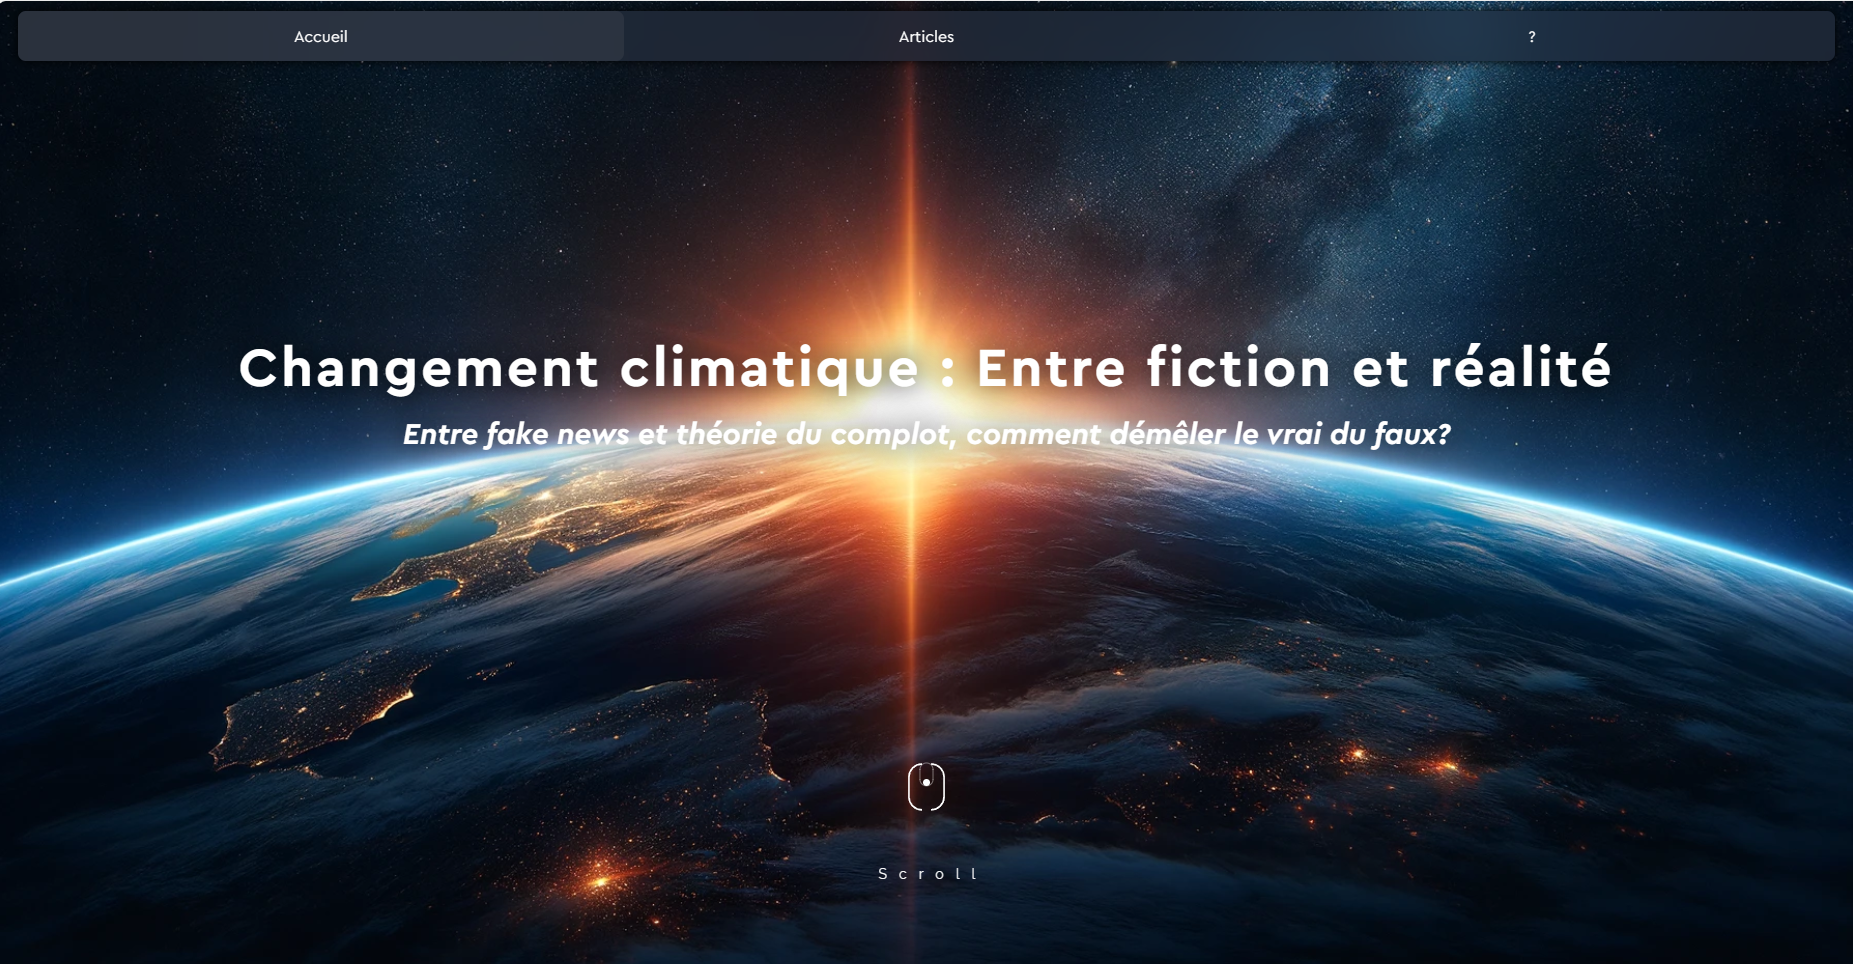 Accueil
Articles
?
Changement climatique : Entre fiction et réalité
Entre fake news et théorie du complot, comment démêler le vrai du faux?
Scroll